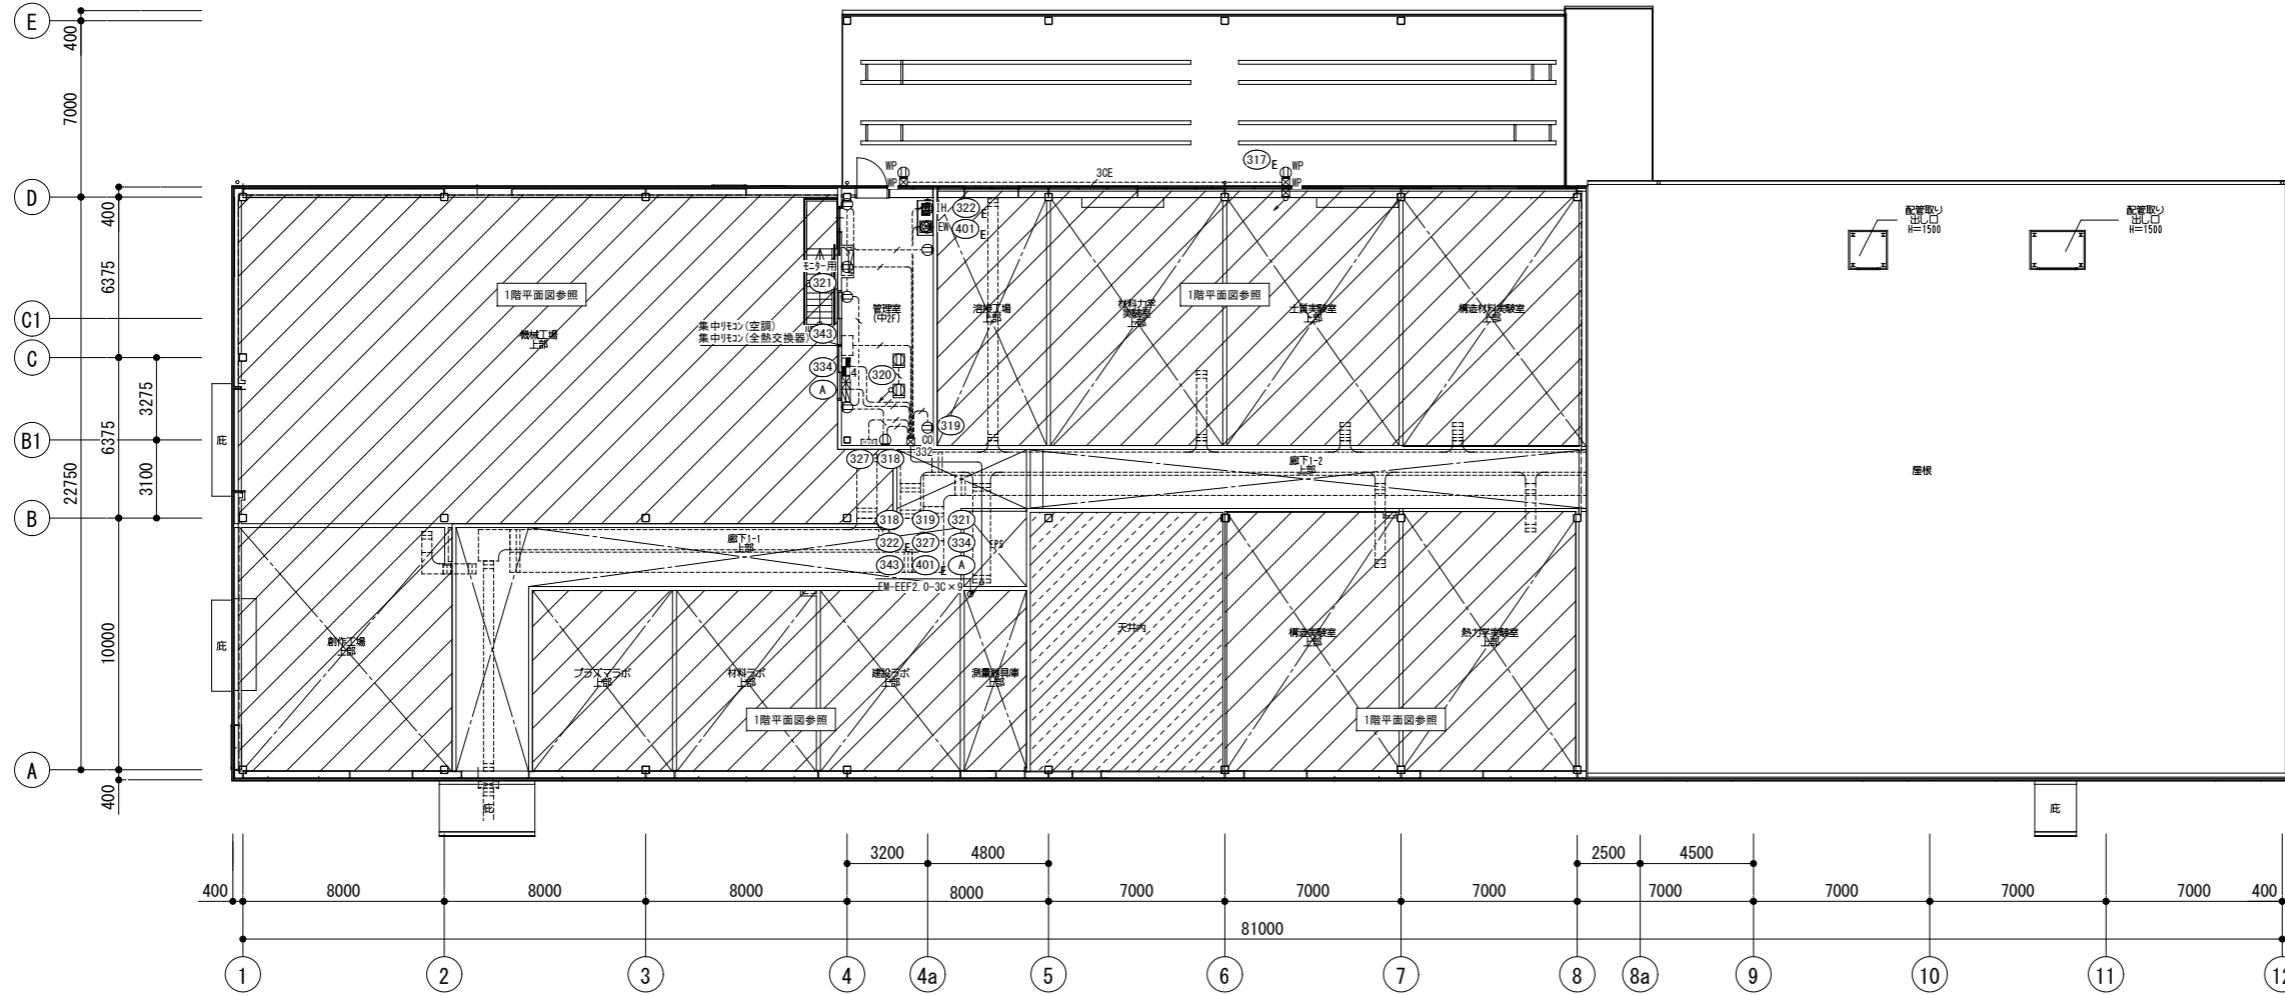 E
400
7000
D
400
6375
C1
C
3275
6375
B1
22750
3100
B
10000
A
400
WP
WP
3CE
317
E
WP
WP
IH
322
E
EW
401
E
モニター用
321
1階平面図参照
機械工場
上部
集中リモコン(空調)
343
集中リモコン(全熱交換器)
334
A
管理室
(中2F)
320
319
CO
327
318
332
溶接工場
上部
材料力学
実験室
上部
1階平面図参照
土質実験室
上部
構造材料実験室
上部
配管取り
出し口
H=1500
配管取り
出し口
H=1500
庇
廊下1-2
上部
屋根
318
319
321
322
E
327
334
EPS
343
401
E
A
EM-EEF2.0-3C×9
廊下1-1
上部
庇
創作工場
上部
プラズマラボ
上部
材料ラボ
上部
建設ラボ
上部
測量器具庫
上部
1階平面図参照
天井内
構造実験室
上部
熱力学実験室
上部
1階平面図参照
庇
庇
3200
4800
2500
4500
400
8000
8000
8000
8000
7000
7000
7000
7000
7000
7000
7000
400
81000
1
2
3
4
4a
5
6
7
8
8a
9
10
11